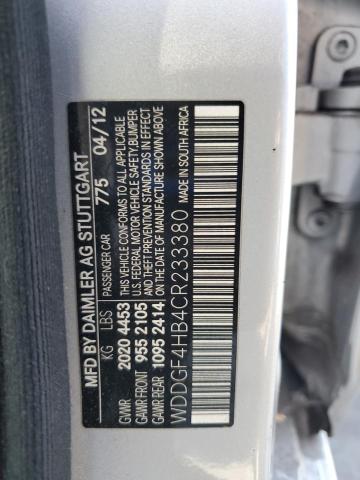 MFD BY DAIMLER AG STUTTGART
PASSENGER CAR 775 04/12
KG LBS
GVWR 2020 4453
GAWR FRONT 955 2105
GAWR REAR 1095 2414
THIS VEHICLE CONFORMS TO ALL APPLICABLE
U.S. FEDERAL MOTOR VEHICLE SAFETY,BUMPER
AND THEFT PREVENTION STANDARDS IN EFFECT
ON THE DATE OF MANUFACTURE SHOWN ABOVE
MADE IN SOUTH AFRICA
WDDGF4HB4CR233380